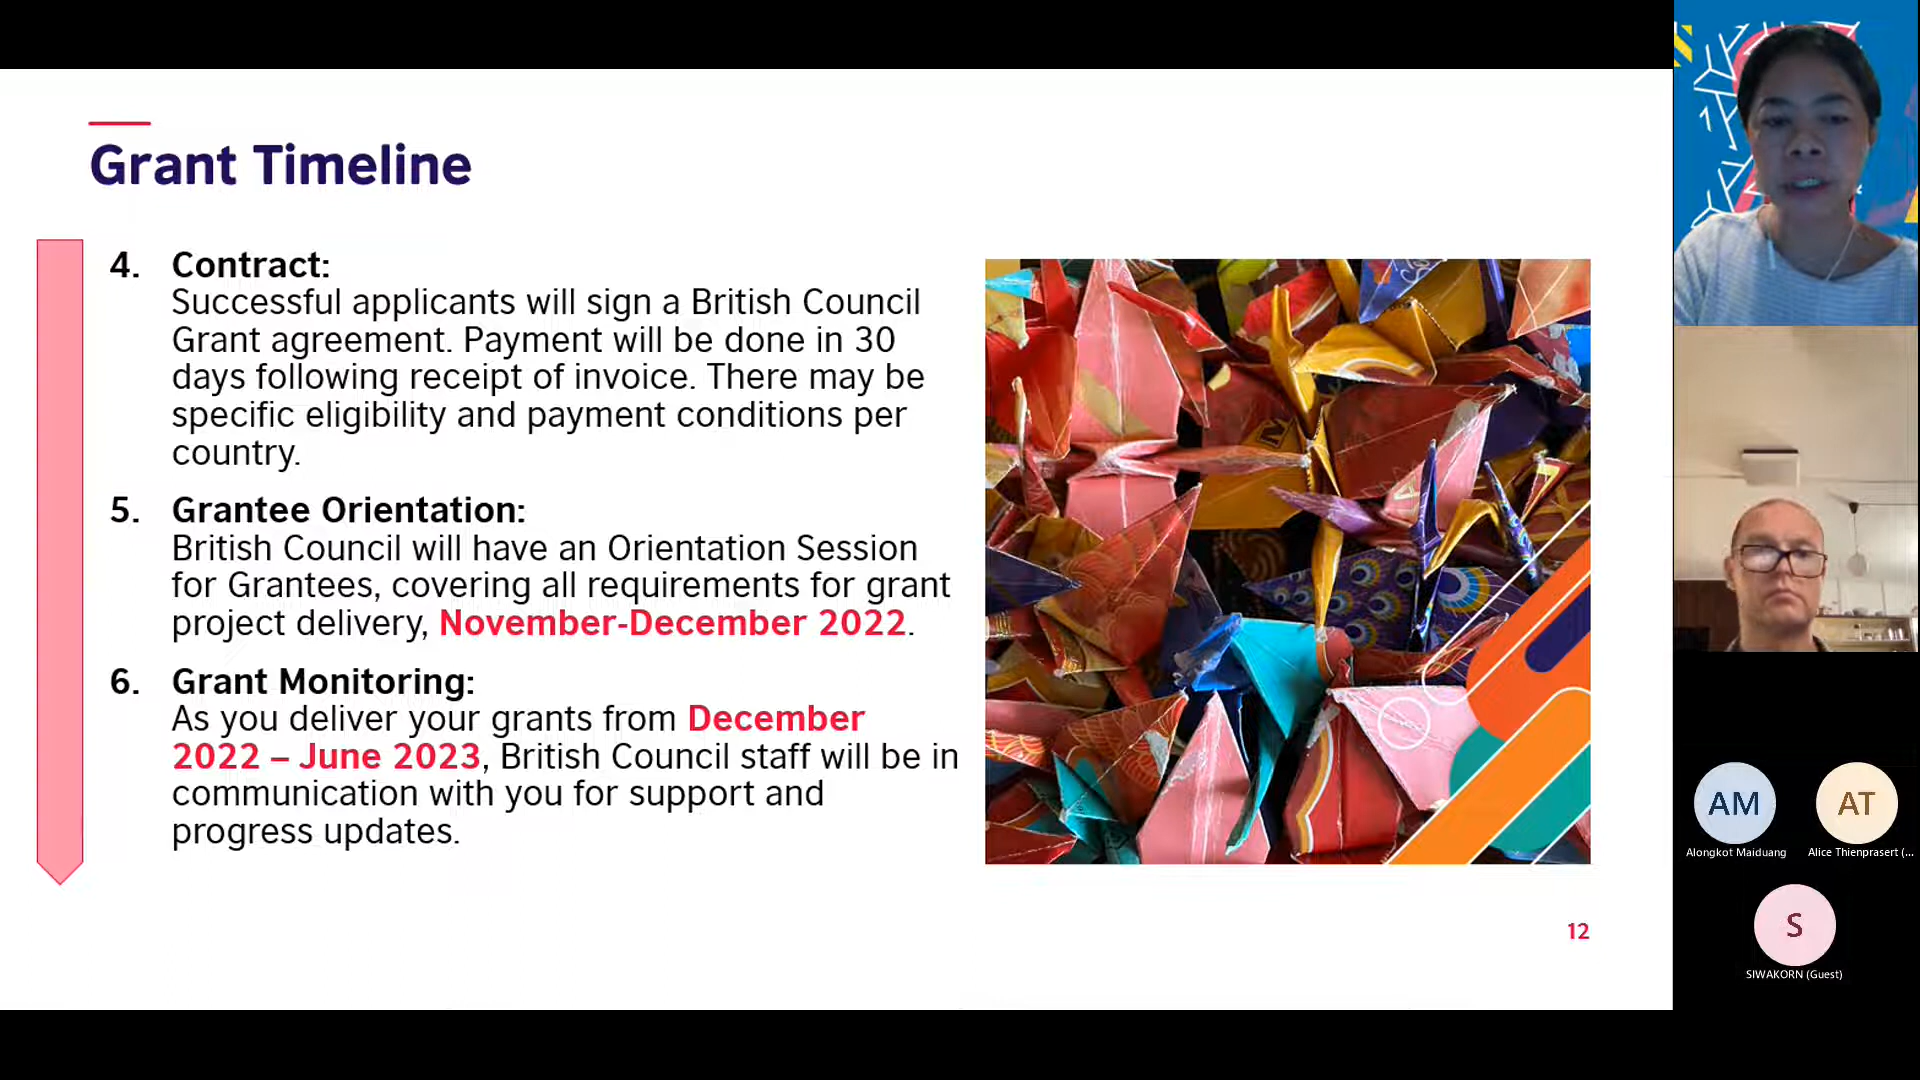 Grant Timeline
4. Contract:
Successful applicants will sign a British Council
Grant agreement. Payment will be done in 30
days following receipt of invoice. There may be
specific eligibility and payment conditions per
country.
5. Grantee Orientation:
British Council will have an Orientation Session
for Grantees, covering all requirements for grant
project delivery, November-December 2022.
6. Grant Monitoring:
As you deliver your grants from December
2022 – June 2023, British Council staff will be in
communication with you for support and
progress updates.
12
AM
Alongkot Maiduang
AT
Alice Thienprasert (...
S
SIWAKORN (Guest)